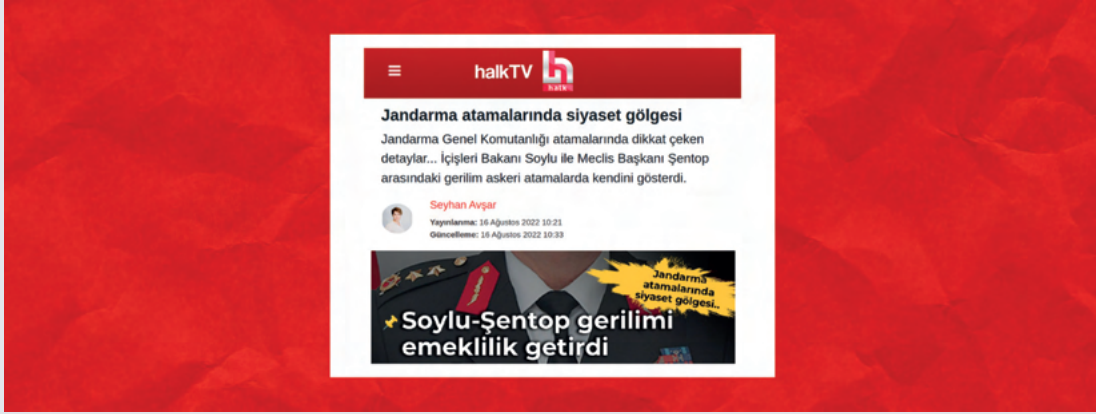 halkTV
halk
Jandarma atamalarında siyaset gölgesi
Jandarma Genel Komutanlığı atamalarında dikkat çeken
detaylar... İçişleri Bakanı Soylu ile Meclis Başkanı Şentop
arasındaki gerilim askeri atamalarda kendini gösterdi.
Seyhan Avşar
Yayınlanma: 16 Ağustos 2022 10:21
Güncelleme: 16 Ağustos 2022 10:33
Jandarma
atamalarında
siyaset gölgesi..
Soylu-Şentop gerilimi
emeklilik getirdi